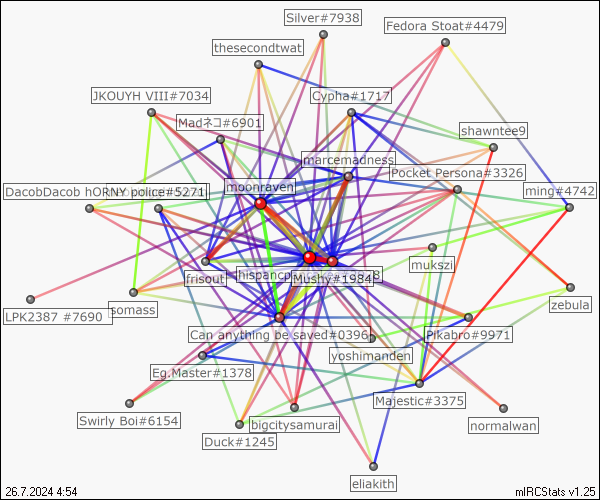 Silver#7938
Fedora Stoat#4479
thesecondtwat
JKOUYH VIII#7034
Cypha#1717
Madネコ#6901
shawntee9
marcemadness
Pocket Persona#3326
moonraven
DacobDacob hORNY police#5271
ming#4742
mukszi
frisout
hispancp
Mushy#1984
zebula
somass
LPK2387 #7690
Can anything be saved#0396
Pikabro#9971
yoshimanden
Eg.Master#1378
Majestic#3375
Swirly Boi#6154
bigcitysamurai
normalwan
Duck#1245
eliakith
26.7.2024 4:54
mIRCStats v1.25